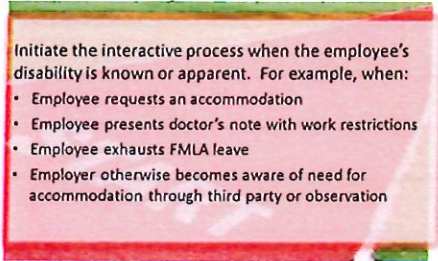 Initiate the interactive process when the employee's
disability is known or apparent. For example, when:
• Employee requests an accommodation
• Employee presents doctor's note with work restrictions
• Employee exhausts FMLA leave
• Employer otherwise becomes aware of need for
accommodation through third party or observation